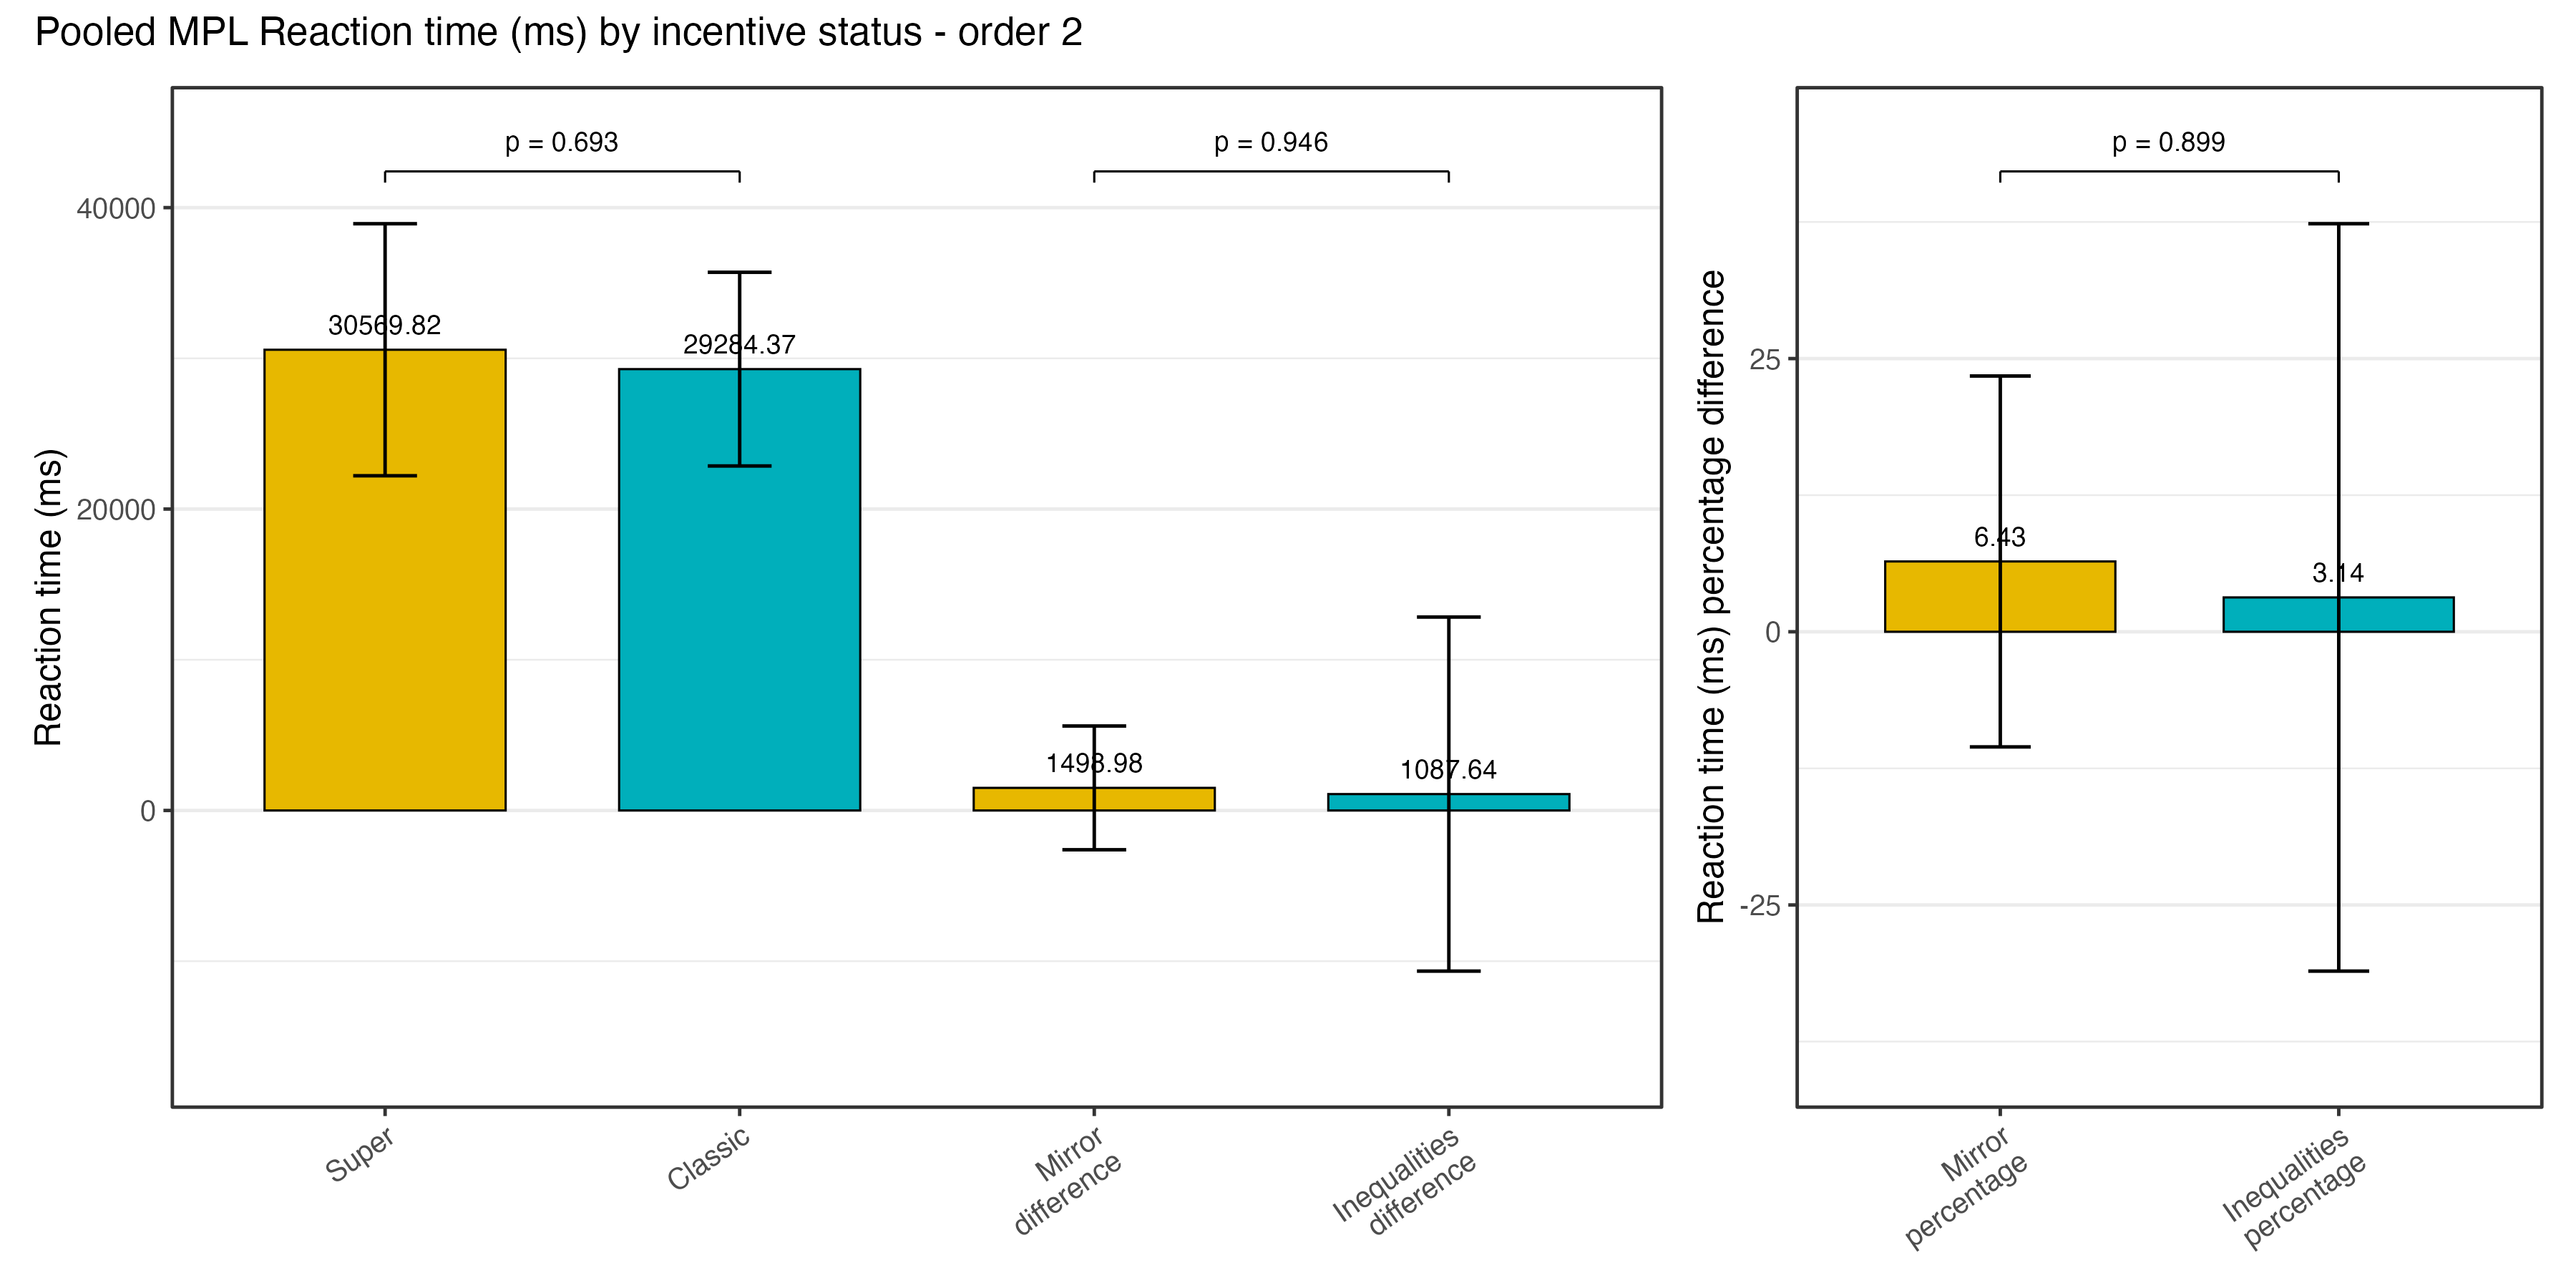 Pooled MPL Reaction time (ms) by incentive status - order 2
Reaction time (ms)
40000
20000
0
p = 0.693
p = 0.946
30569.82
29284.37
1498.98
1087.64
Super
Classic
Mirror
difference
Inequalities
difference
Reaction time (ms) percentage difference
25
0
-25
p = 0.899
6.43
3.14
Mirror
percentage
Inequalities
percentage